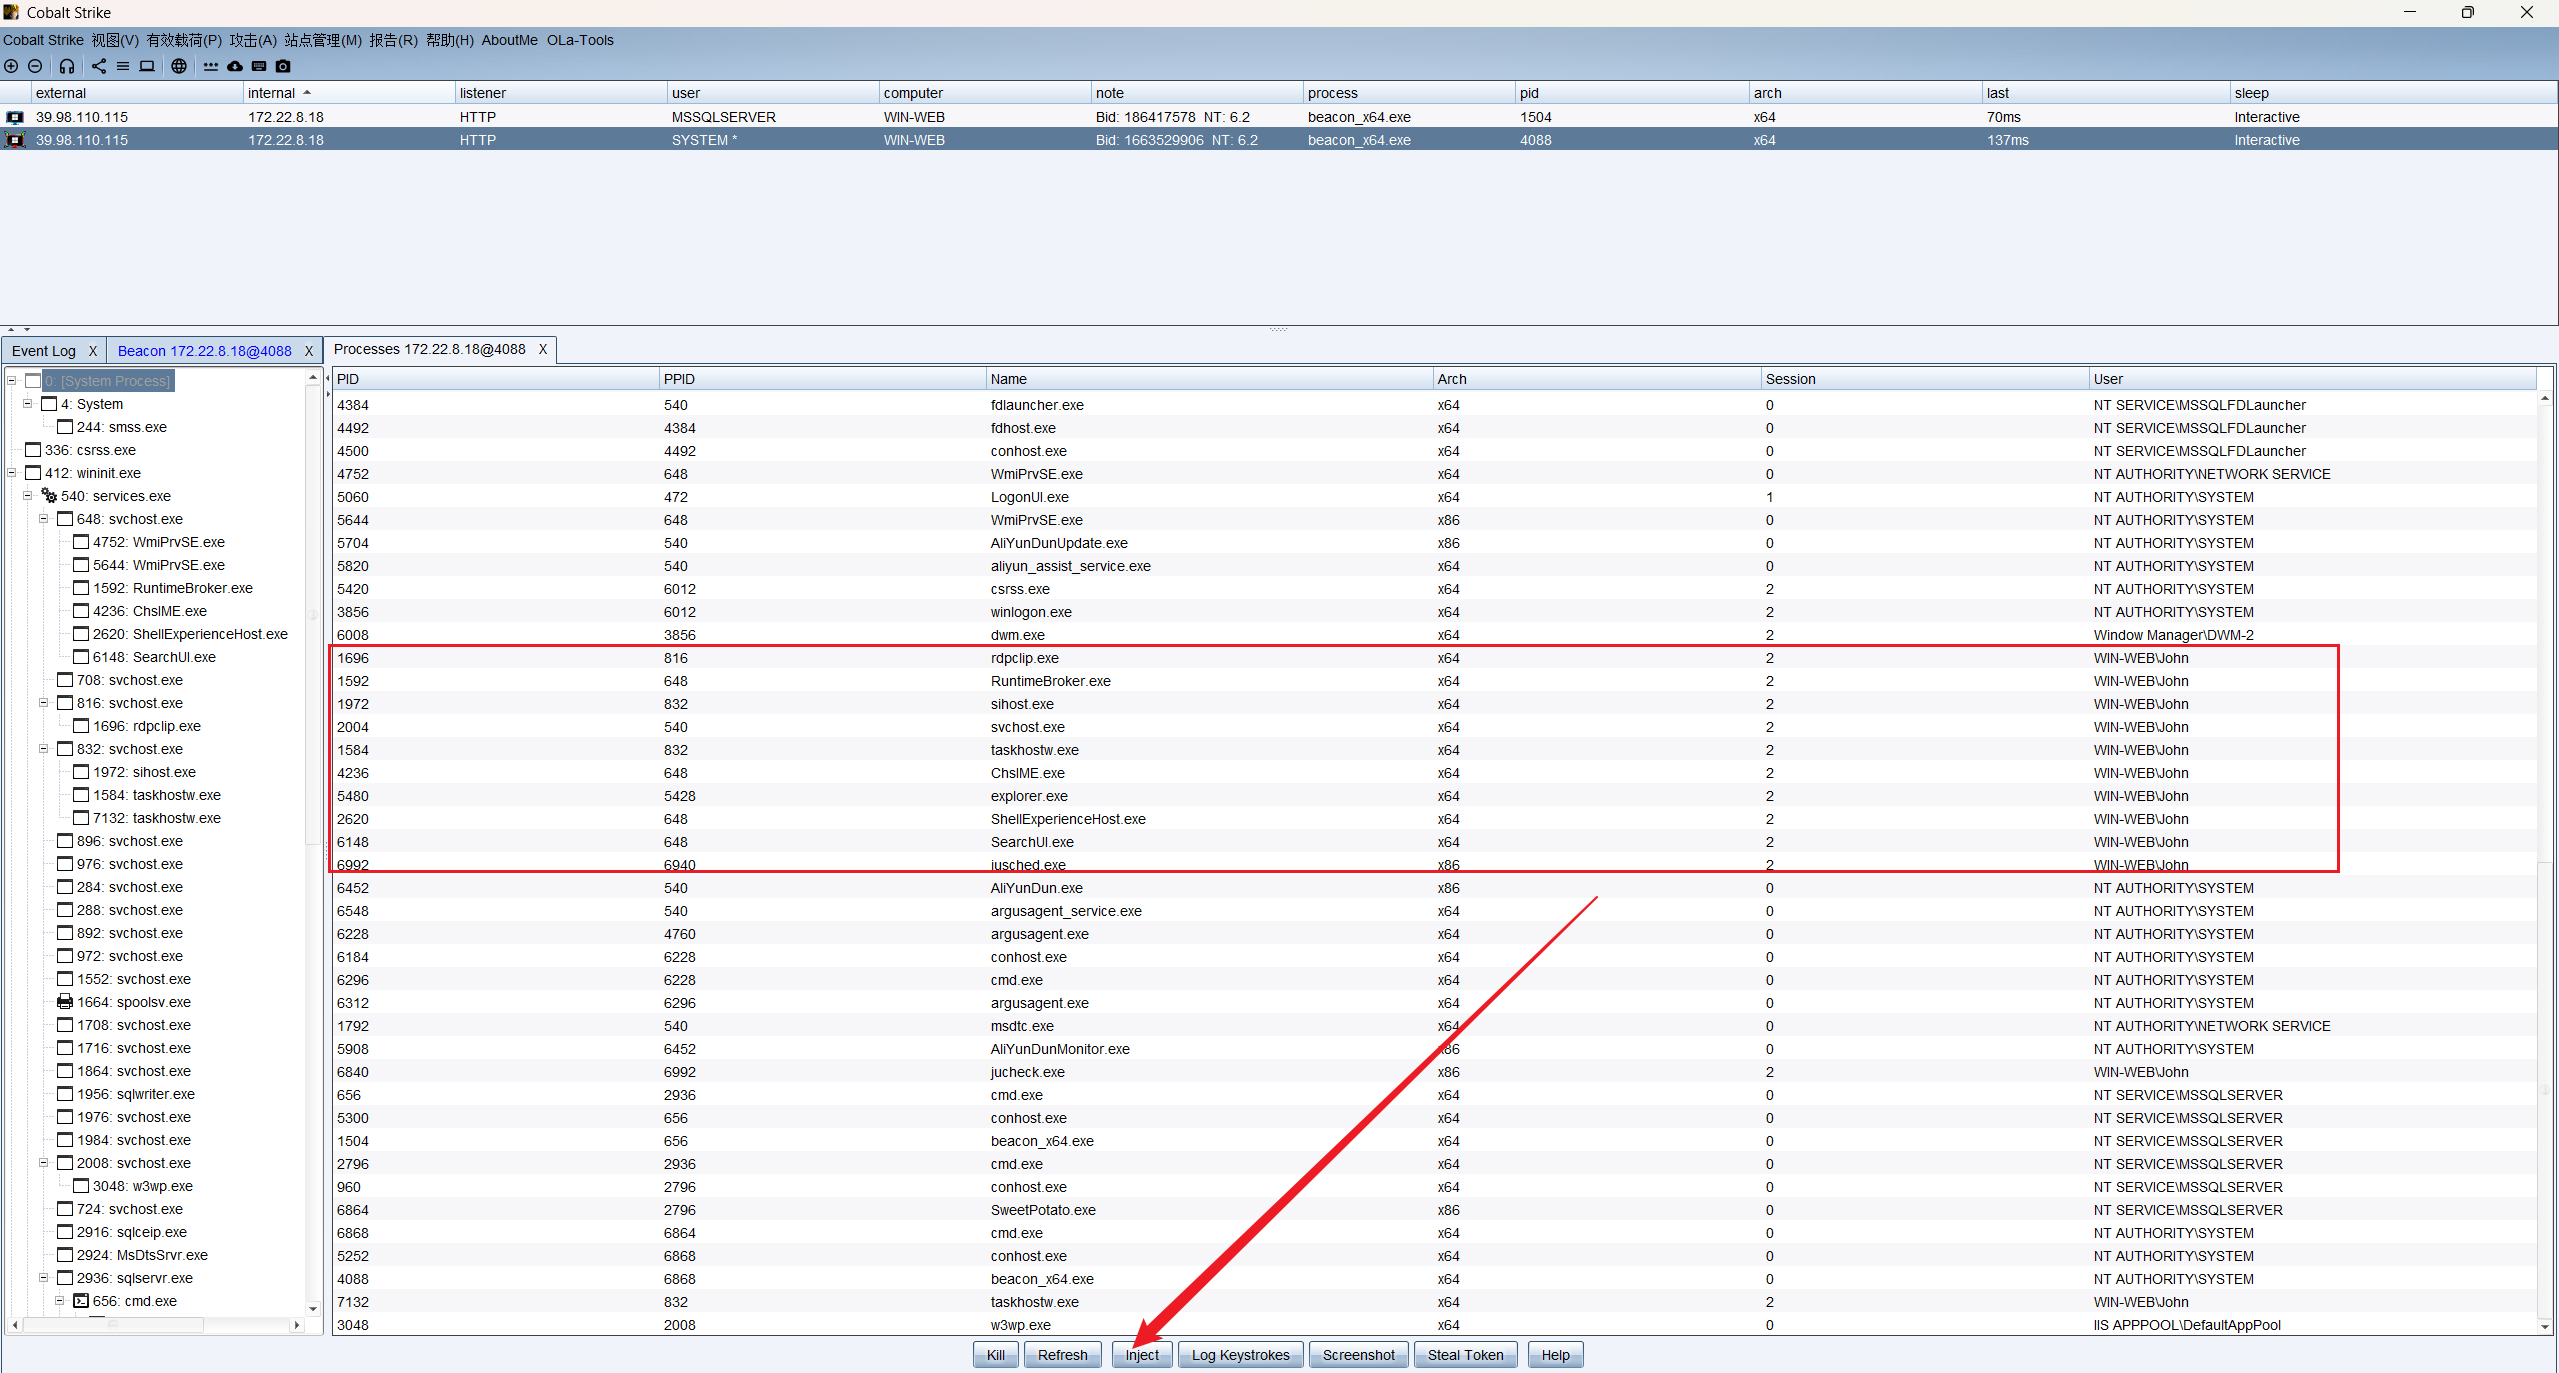 Cobalt Strike
Cobalt Strike 视图(V) 有效载荷(P) 攻击(A) 站点管理(M) 报告(R) 帮助(H) AboutMe OLa-Tools
external internal listener user computer note process pid arch last sleep
39.98.110.115 172.22.8.18 HTTP MSSQLSERVER WIN-WEB Bid: 186417578 NT: 6.2 beacon_x64.exe 1504 x64 70ms Interactive
39.98.110.115 172.22.8.18 HTTP SYSTEM * WIN-WEB Bid: 1663529906 NT: 6.2 beacon_x64.exe 4088 x64 137ms Interactive
Event Log X Beacon 172.22.8.18@4088 X Processes 172.22.8.18@4088 X
0: [System Process]
4: System
244: smss.exe
336: csrss.exe
412: wininit.exe
540: services.exe
648: svchost.exe
4752: WmiPrvSE.exe
5644: WmiPrvSE.exe
1592: RuntimeBroker.exe
4236: ChsIME.exe
2620: ShellExperienceHost.exe
6148: SearchUI.exe
708: svchost.exe
816: svchost.exe
1696: rdpclip.exe
832: svchost.exe
1972: sihost.exe
1584: taskhostw.exe
7132: taskhostw.exe
896: svchost.exe
976: svchost.exe
284: svchost.exe
288: svchost.exe
892: svchost.exe
972: svchost.exe
1552: svchost.exe
1664: spoolsv.exe
1708: svchost.exe
1716: svchost.exe
1864: svchost.exe
1956: sqlwriter.exe
1976: svchost.exe
1984: svchost.exe
2008: svchost.exe
3048: w3wp.exe
724: svchost.exe
2916: sqlceip.exe
2924: MsDtsSrvr.exe
2936: sqlservr.exe
656: cmd.exe
PID PPID Name Arch Session User
4384 540 fdlauncher.exe x64 0 NT SERVICE\MSSQLFDLauncher
4492 4384 fdhost.exe x64 0 NT SERVICE\MSSQLFDLauncher
4500 4492 conhost.exe x64 0 NT SERVICE\MSSQLFDLauncher
4752 648 WmiPrvSE.exe x64 0 NT AUTHORITY\NETWORK SERVICE
5060 472 LogonUI.exe x64 1 NT AUTHORITY\SYSTEM
5644 648 WmiPrvSE.exe x86 0 NT AUTHORITY\SYSTEM
5704 540 AliYunDunUpdate.exe x86 0 NT AUTHORITY\SYSTEM
5820 540 aliyun_assist_service.exe x64 0 NT AUTHORITY\SYSTEM
5420 6012 csrss.exe x64 2 NT AUTHORITY\SYSTEM
3856 6012 winlogon.exe x64 2 NT AUTHORITY\SYSTEM
6008 3856 dwm.exe x64 2 Window Manager\DWM-2
1696 816 rdpclip.exe x64 2 WIN-WEB\John
1592 648 RuntimeBroker.exe x64 2 WIN-WEB\John
1972 832 sihost.exe x64 2 WIN-WEB\John
2004 540 svchost.exe x64 2 WIN-WEB\John
1584 832 taskhostw.exe x64 2 WIN-WEB\John
4236 648 ChsIME.exe x64 2 WIN-WEB\John
5480 5428 explorer.exe x64 2 WIN-WEB\John
2620 648 ShellExperienceHost.exe x64 2 WIN-WEB\John
6148 648 SearchUI.exe x64 2 WIN-WEB\John
6992 6940 jusched.exe x86 2 WIN-WEB\John
6452 540 AliYunDun.exe x86 0 NT AUTHORITY\SYSTEM
6548 540 argusagent_service.exe x64 0 NT AUTHORITY\SYSTEM
6228 4760 argusagent.exe x64 0 NT AUTHORITY\SYSTEM
6184 6228 conhost.exe x64 0 NT AUTHORITY\SYSTEM
6296 6228 cmd.exe x64 0 NT AUTHORITY\SYSTEM
6312 6296 argusagent.exe x64 0 NT AUTHORITY\SYSTEM
1792 540 msdtc.exe x64 0 NT AUTHORITY\NETWORK SERVICE
5908 6452 AliYunDunMonitor.exe x86 0 NT AUTHORITY\SYSTEM
6840 6992 jucheck.exe x86 2 WIN-WEB\John
656 2936 cmd.exe x64 0 NT SERVICE\MSSQLSERVER
5300 656 conhost.exe x64 0 NT SERVICE\MSSQLSERVER
1504 656 beacon_x64.exe x64 0 NT SERVICE\MSSQLSERVER
2796 2936 cmd.exe x64 0 NT SERVICE\MSSQLSERVER
960 2796 conhost.exe x64 0 NT SERVICE\MSSQLSERVER
6864 2796 SweetPotato.exe x86 0 NT SERVICE\MSSQLSERVER
6868 6864 cmd.exe x64 0 NT AUTHORITY\SYSTEM
5252 6868 conhost.exe x64 0 NT AUTHORITY\SYSTEM
4088 6868 beacon_x64.exe x64 0 NT AUTHORITY\SYSTEM
7132 832 taskhostw.exe x64 2 WIN-WEB\John
3048 2008 w3wp.exe x64 0 IIS APPPOOL\DefaultAppPool
Kill Refresh Inject Log Keystrokes Screenshot Steal Token Help